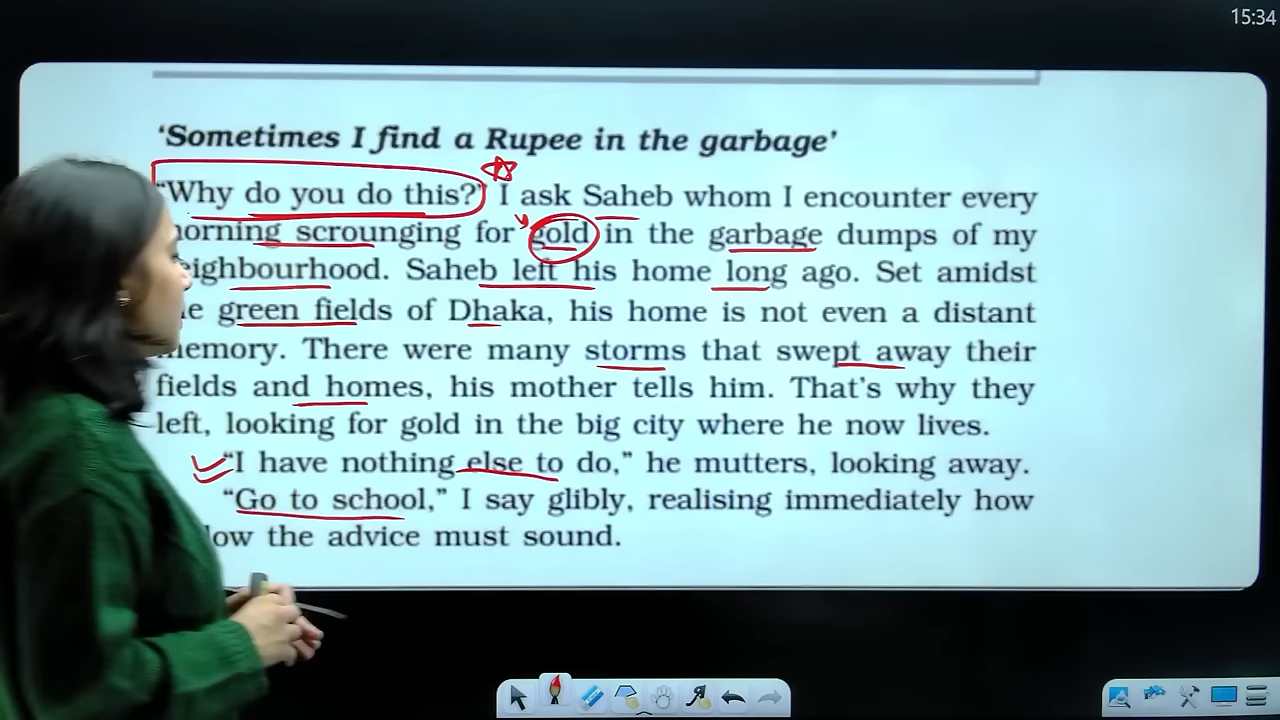 15:34
‘Sometimes I find a Rupee in the garbage’
“Why do you do this?” I ask Saheb whom I encounter every
morning scrounging for gold in the garbage dumps of my
neighbourhood. Saheb left his home long ago. Set amidst
the green fields of Dhaka, his home is not even a distant
memory. There were many storms that swept away their
fields and homes, his mother tells him. That’s why they
left, looking for gold in the big city where he now lives.
“I have nothing else to do,” he mutters, looking away.
“Go to school,” I say glibly, realising immediately how
the advice must sound.